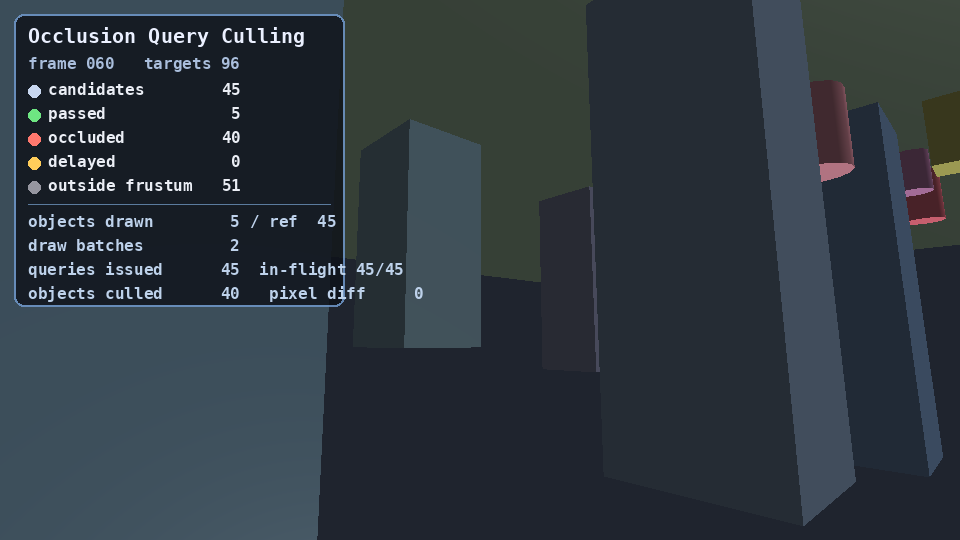 Occlusion Query Culling
frame 060   targets 96
candidates 45
passed 5
occluded 40
delayed 0
outside frustum 51
objects drawn 5 / ref 45
draw batches 2
queries issued 45 in-flight 45/45
objects culled 40 pixel diff 0